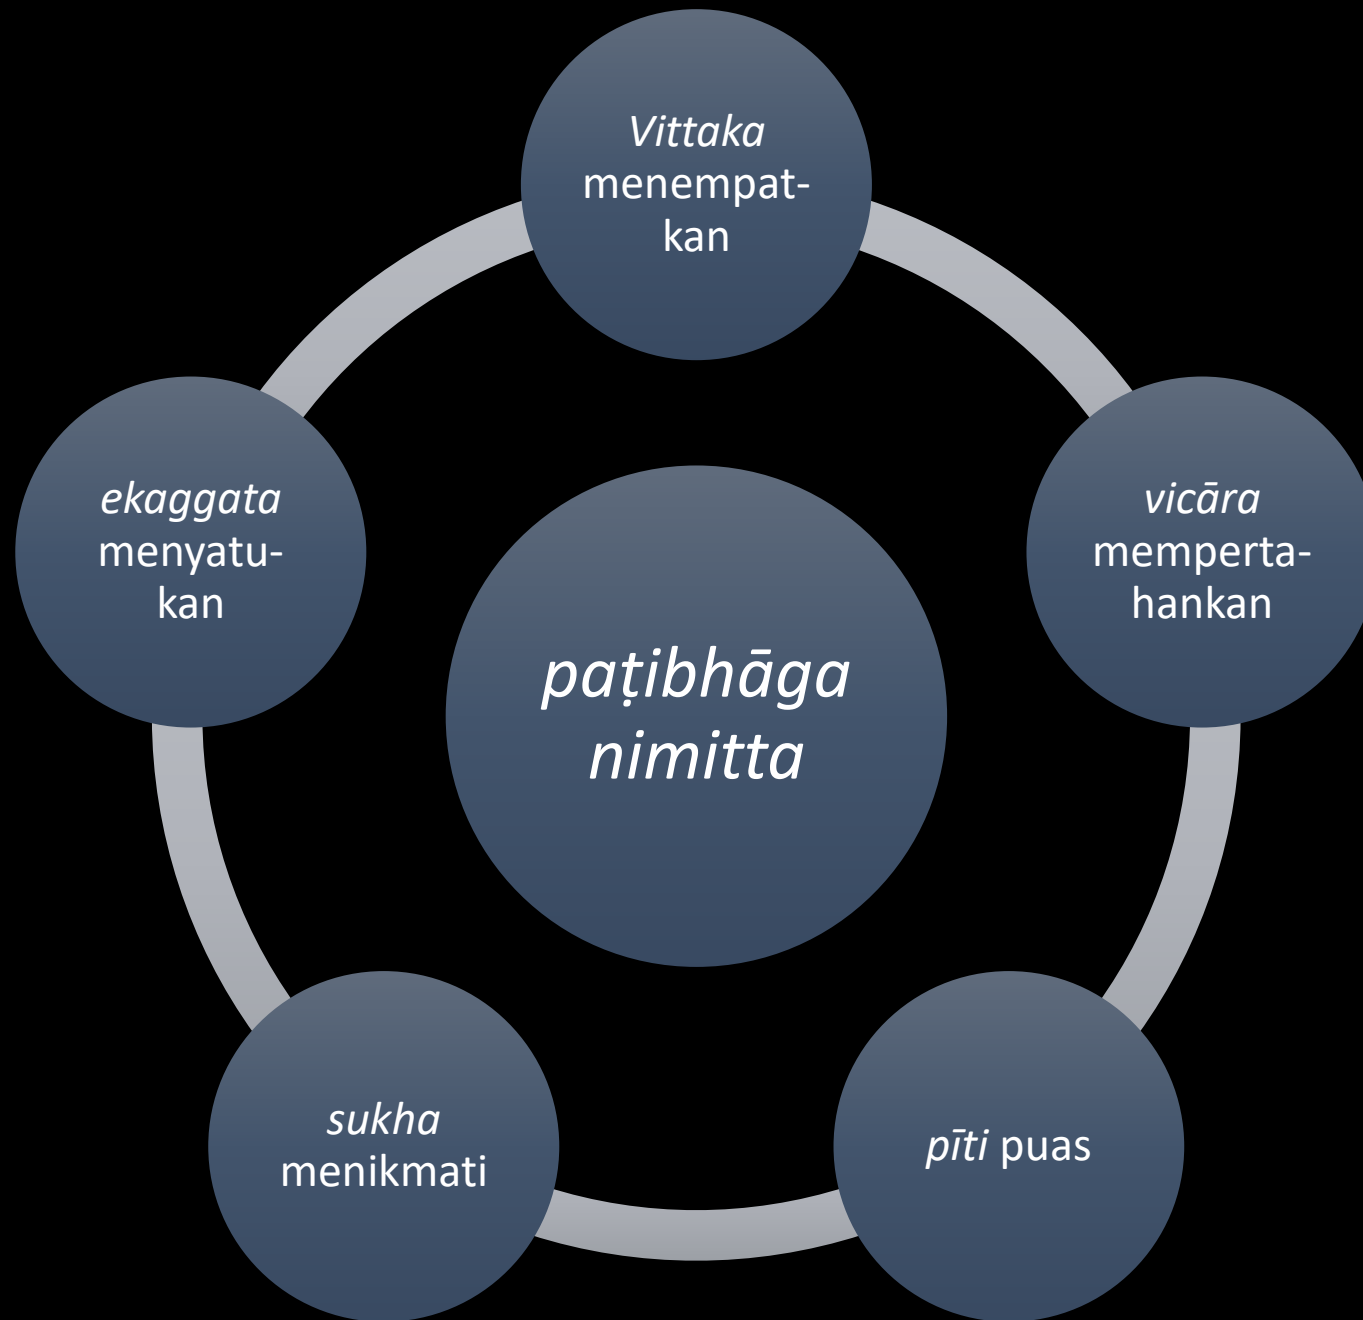 Vittaka
menempat-
kan
vicāra
memperta-
hankan
pīti puas
sukha
menikmati
ekaggata
menyatu-
kan
paṭibhāga
nimitta